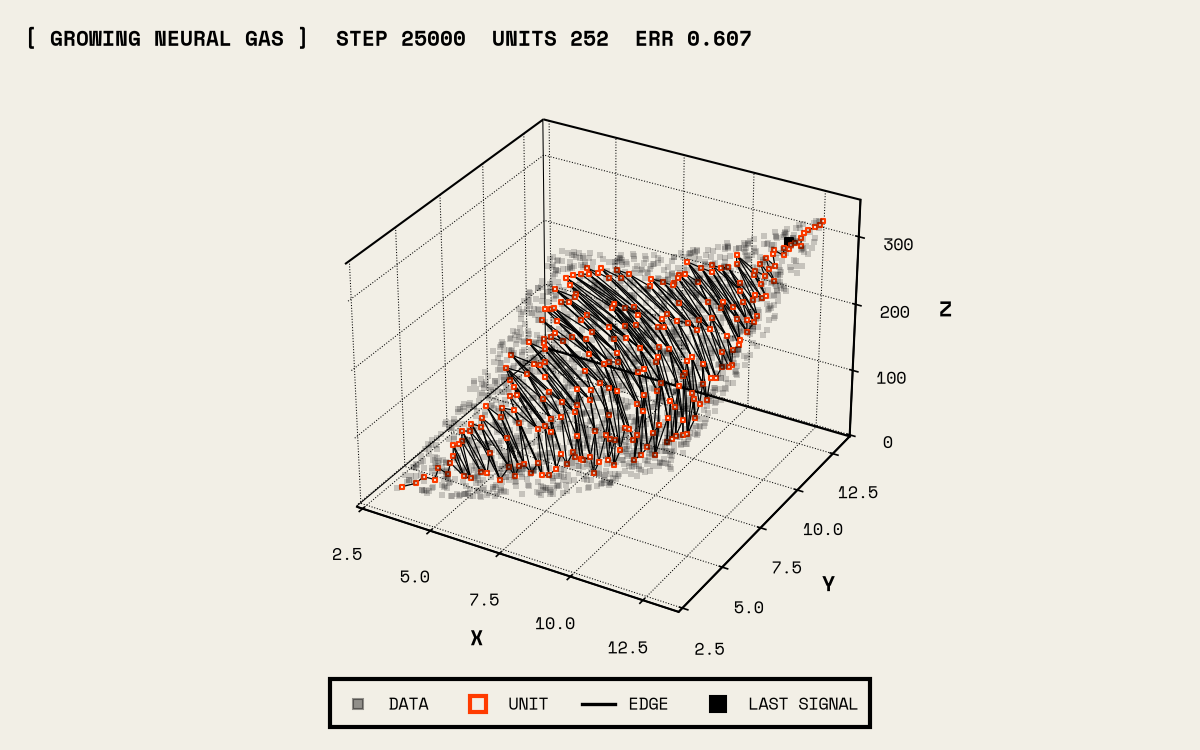 [ GROWING NEURAL GAS ]  STEP 25000  UNITS 252  ERR 0.607
300
200
100
0
Z
2.5
5.0
7.5
10.0
12.5
X
2.5
5.0
7.5
10.0
12.5
Y
DATA  UNIT  EDGE  LAST SIGNAL